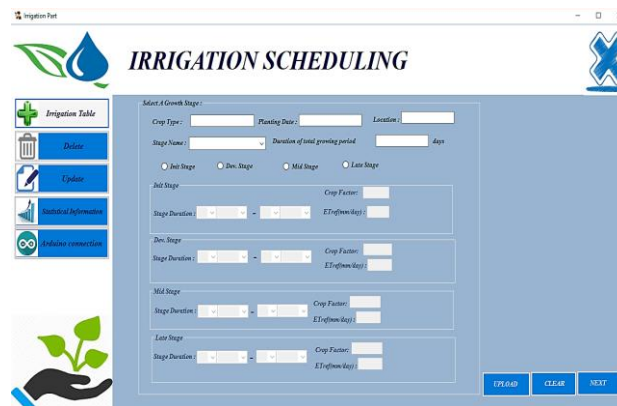 Irrigation Part
IRRIGATION SCHEDULING
Irrigation Table
Delete
Update
Statistical Information
Arduino connection
Select A Growth Stage :
Crop Type : Planting Date : Location :
Stage Name : Duration of total growing period days
Init Stage Dev. Stage Mid Stage Late Stage
Init Stage
Crop Factor:
Stage Duration : - ETref(mm/day) :
Dev. Stage
Crop Factor:
Stage Duration : -
ETref(mm/day) :
Mid Stage
Crop Factor:
Stage Duration : -
ETref(mm/day) :
Late Stage
Crop Factor:
Stage Duration : -
ETref(mm/day) :
UPLOAD CLEAR NEXT